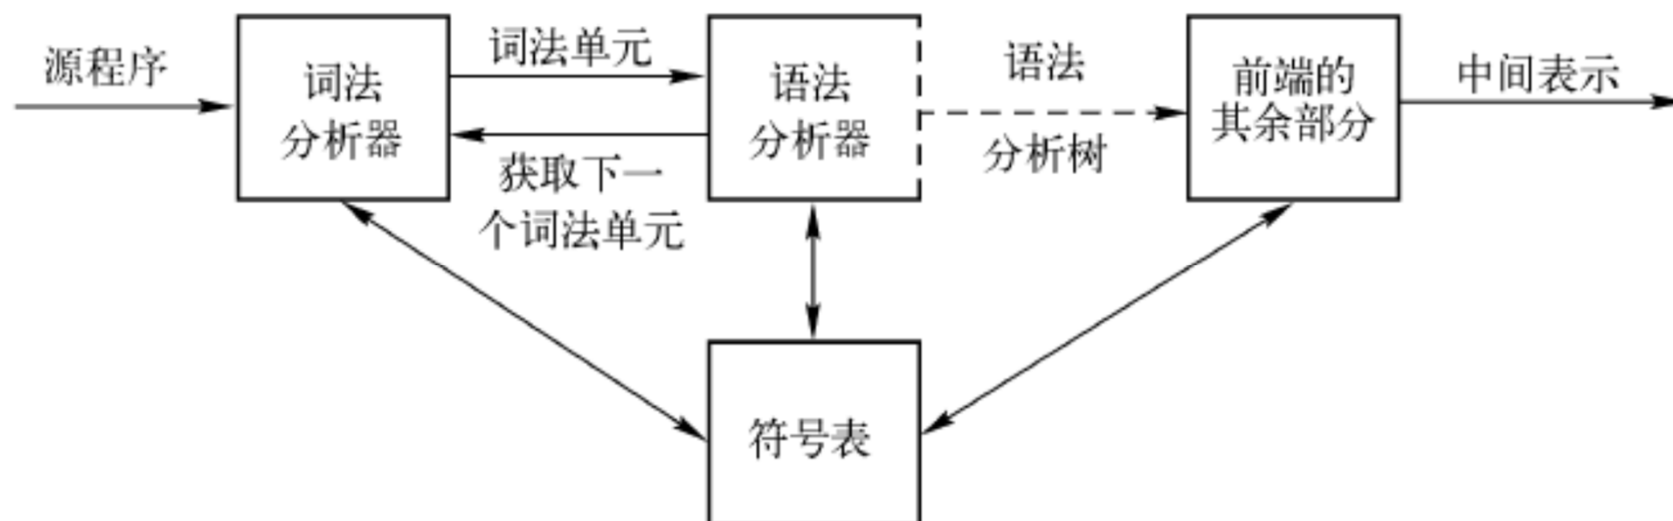 源程序
词法
分析器
词法单元
获取下一
个词法单元
语法
分析器
语法
分析树
前端的
其余部分
中间表示
符号表